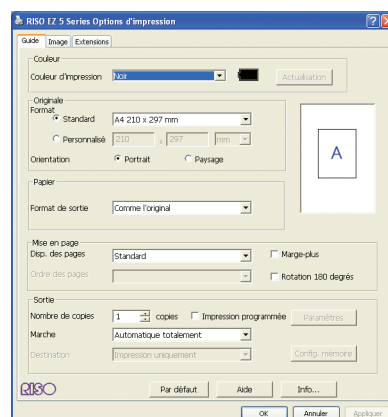 RISO EZ 5 Series Options d'impression
Guide Image Extensions
Couleur
Couleur d'impression Noir Actualisation
Originale
Format
Standard A4 210 x 297 mm
Personnalisé 210 x 297 mm
Orientation Portrait Paysage
A
Papier
Format de sortie Comme l'original
Mise en page
Disp. des pages Standard Marge-plus
Ordre des pages Rotation 180 degrés
Sortie
Nombre de copies 1 copies Impression programmée Paramètres
Marche Automatique totalement
Destination Impression uniquement Config. mémoire
RISO Par défaut Aide Info...
OK Annuler Appliquer